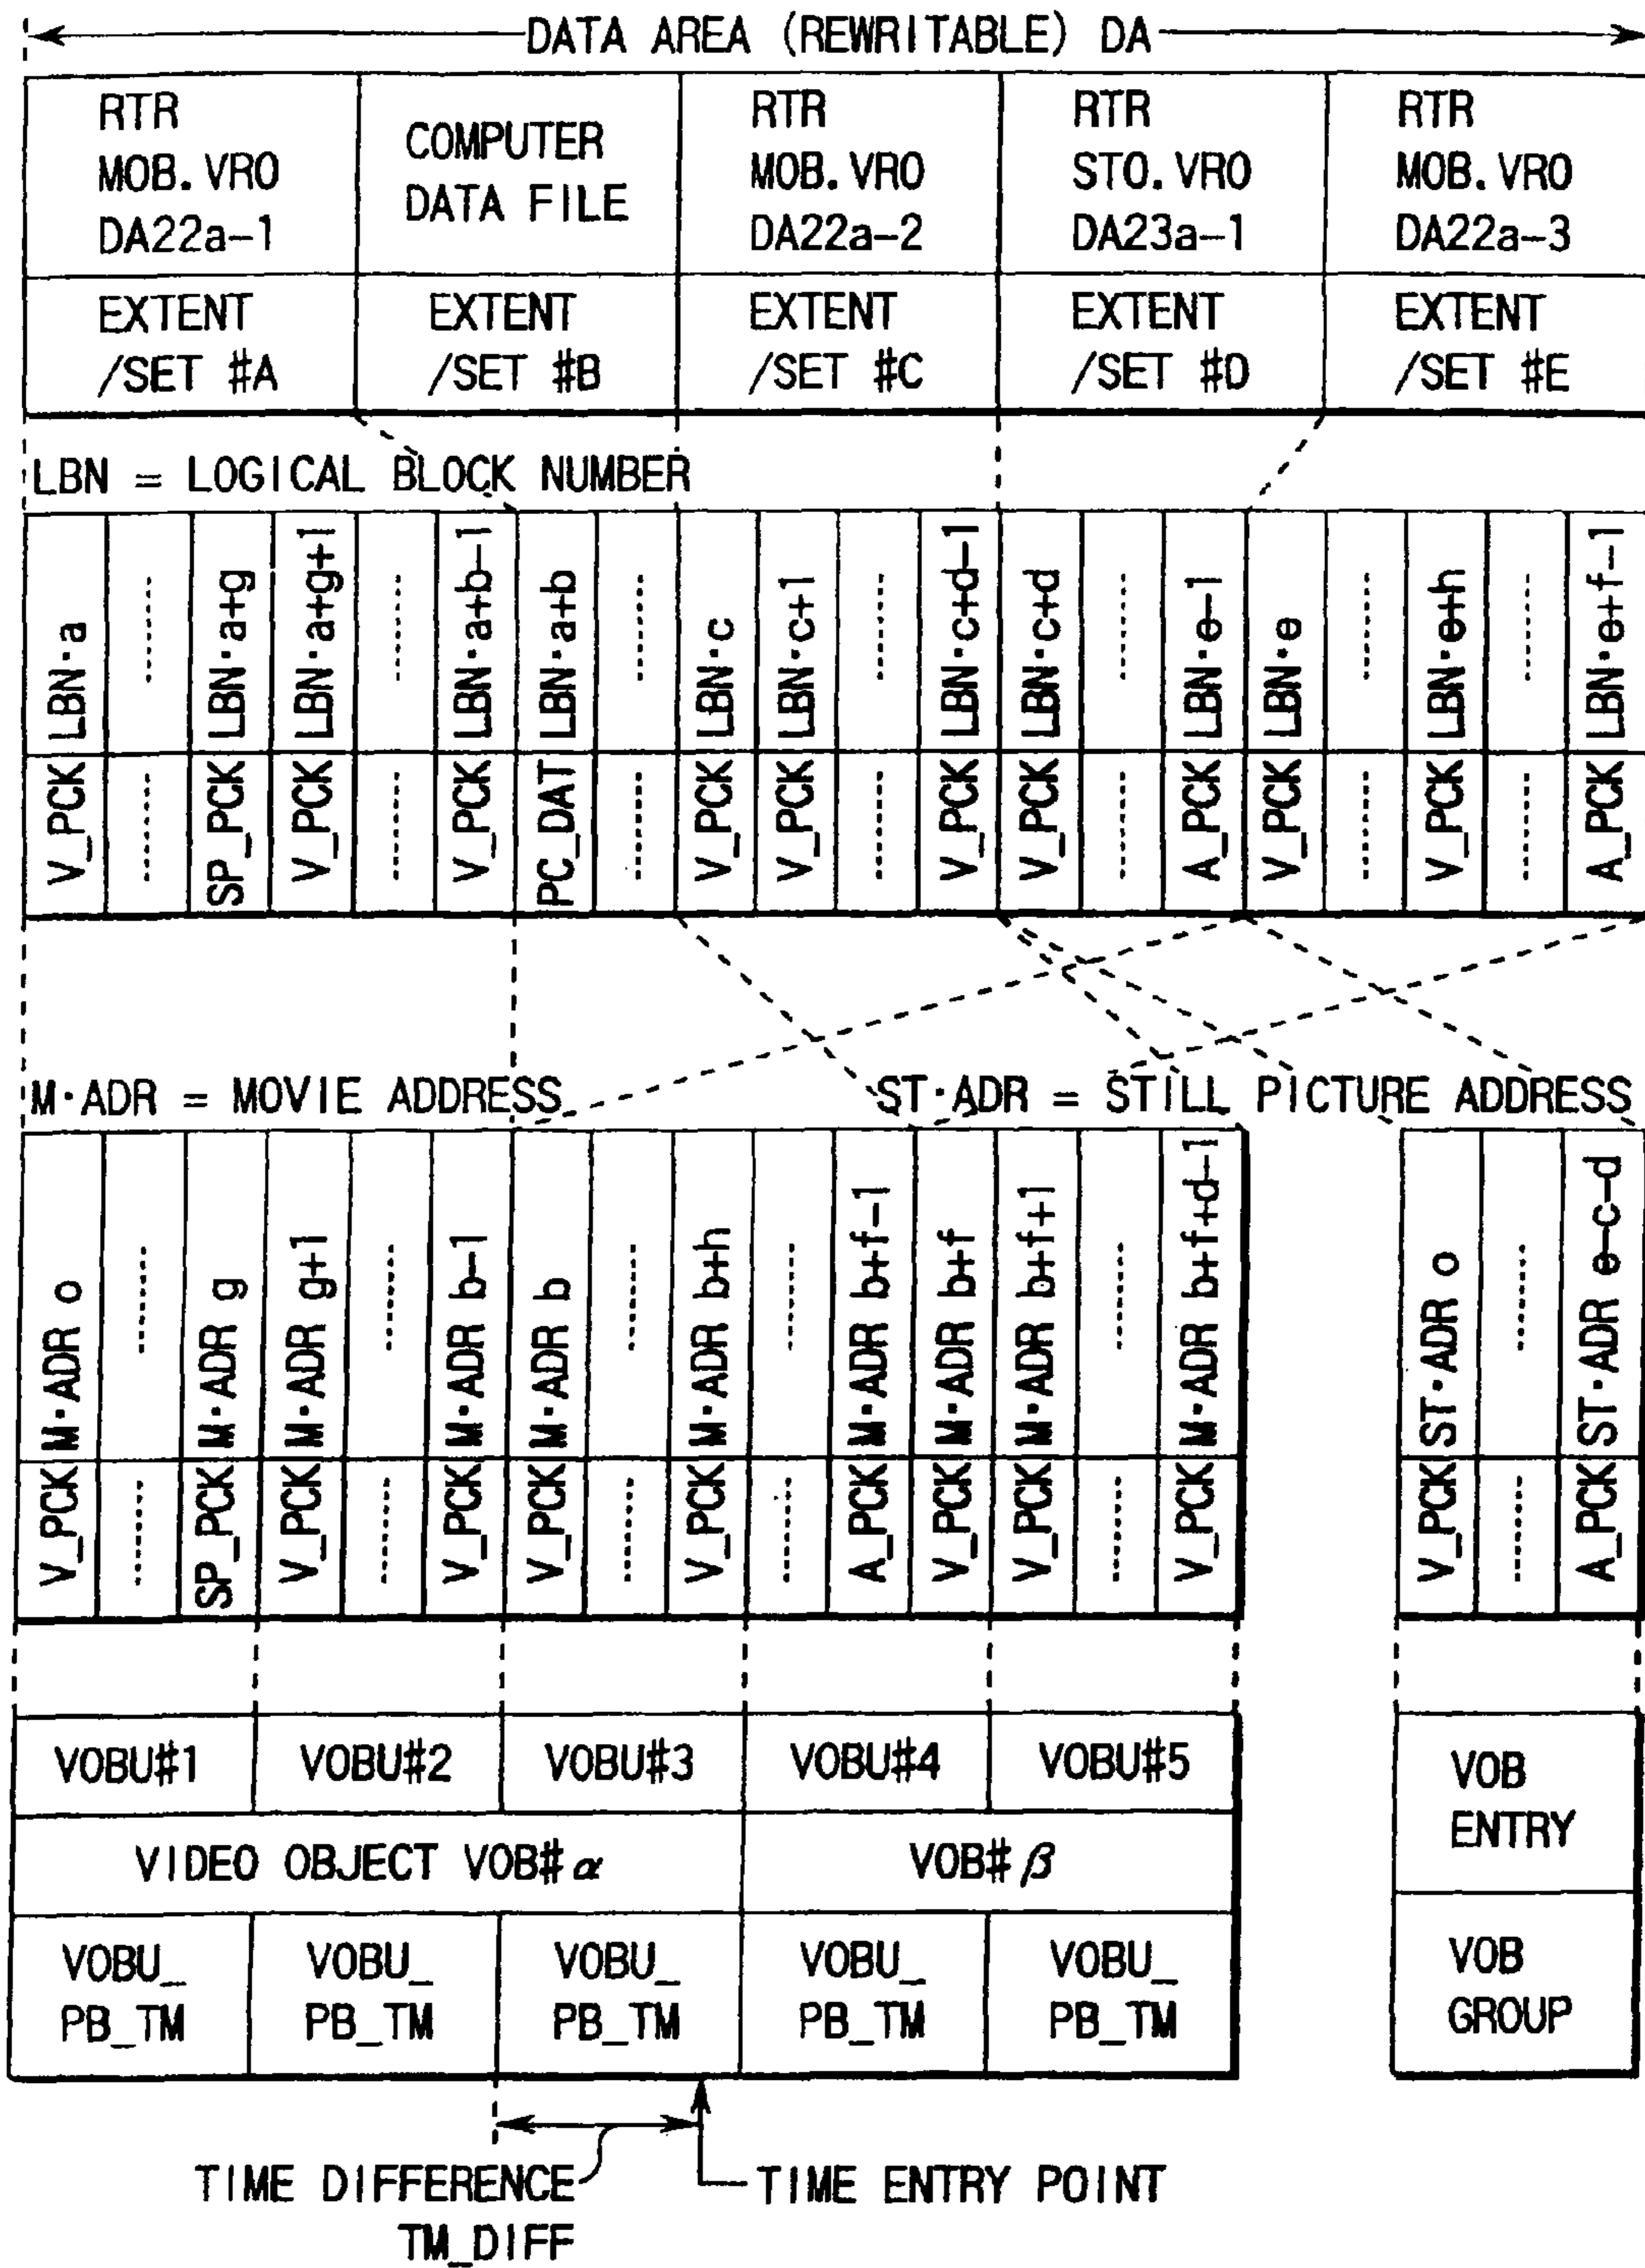 DATA AREA (REWRITABLE) DA
RTR MOB.VRO DA22a-1
COMPUTER DATA FILE
RTR MOB.VRO DA22a-2
RTR STO.VRO DA23a-1
RTR MOB.VRO DA22a-3
EXTENT /SET #A
EXTENT /SET #B
EXTENT /SET #C
EXTENT /SET #D
EXTENT /SET #E
LBN = LOGICAL BLOCK NUMBER
LBN·a
........
LBN·a+g
LBN·a+g+1
........
LBN·a+b-1
LBN·a+b
........
LBN·c
LBN·c+1
........
LBN·c+d-1
LBN·c+d
........
LBN·e-1
LBN·e
........
LBN·e+h
........
LBN·e+f-1
V_PCK
........
SP_PCK
V_PCK
........
V_PCK
PC_DAT
........
V_PCK
V_PCK
........
V_PCK
V_PCK
........
A_PCK
V_PCK
........
V_PCK
........
A_PCK
M·ADR = MOVIE ADDRESS
ST·ADR = STILL PICTURE ADDRESS
M·ADR o
........
M·ADR g
M·ADR g+1
........
M·ADR b-1
M·ADR b
........
M·ADR b+h
........
M·ADR b+f-1
M·ADR b+f
M·ADR b+f+1
........
M·ADR b+f+d-1
ST·ADR o
........
ST·ADR e-c-d
V_PCK
........
SP_PCK
V_PCK
........
V_PCK
V_PCK
........
V_PCK
........
A_PCK
V_PCK
V_PCK
........
V_PCK
V_PCK
........
A_PCK
VOBU#1
VOBU#2
VOBU#3
VOBU#4
VOBU#5
VOB ENTRY
VIDEO OBJECT VOB#α
VOB#β
VOBU_ PB_TM
VOBU_ PB_TM
VOBU_ PB_TM
VOBU_ PB_TM
VOBU_ PB_TM
VOB GROUP
TIME DIFFERENCE TM_DIFF
TIME ENTRY POINT